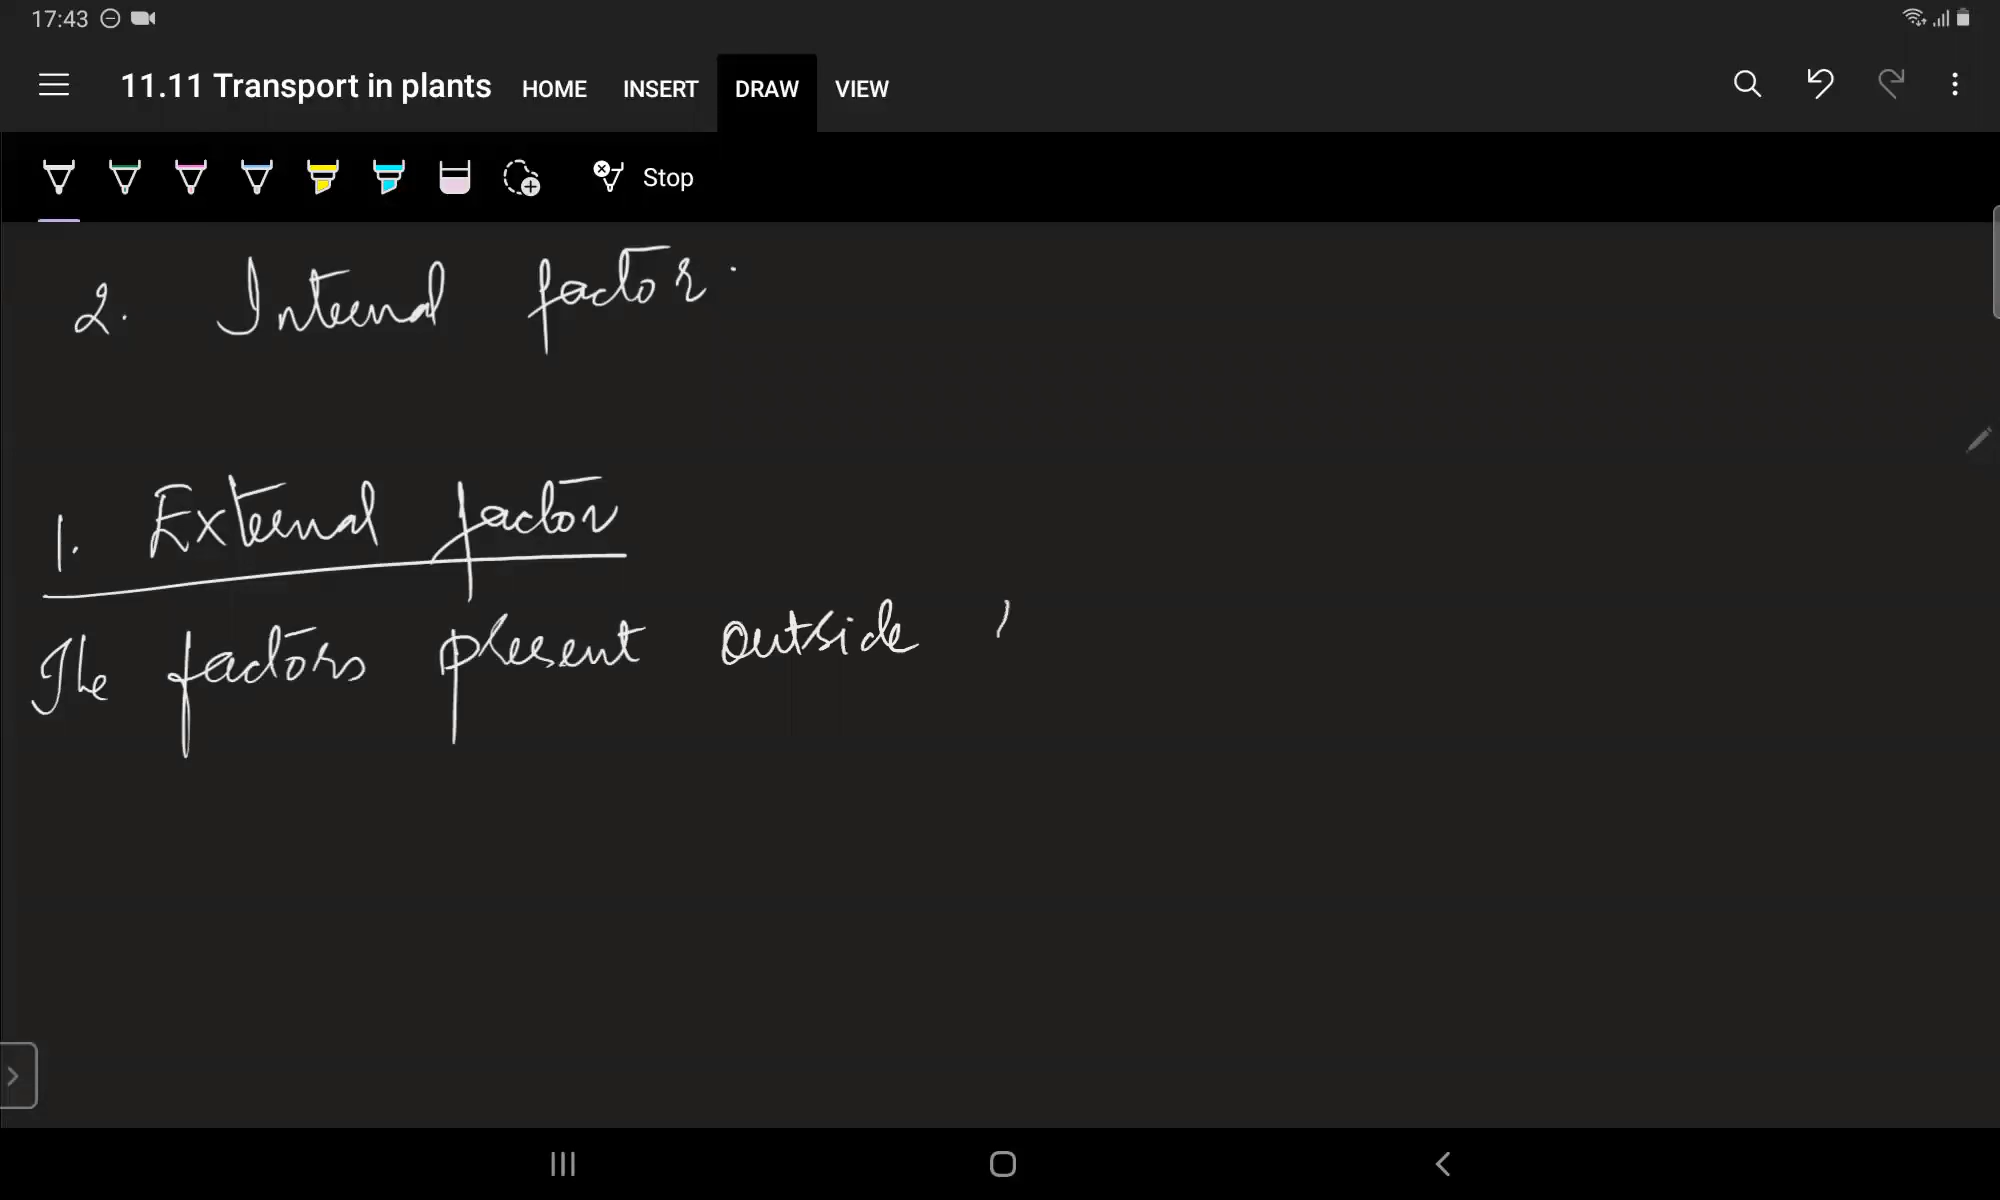 17:43
11.11 Transport in plants HOME INSERT DRAW VIEW
Stop
2. Internal factor.
1. External factor
The factors present outside